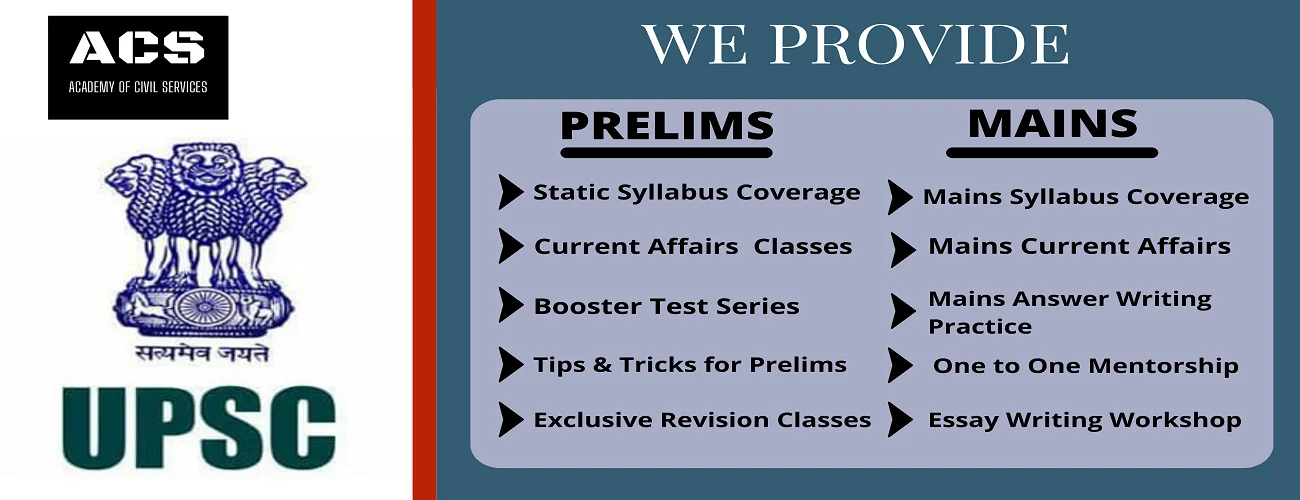 ACS
ACADEMY OF CIVIL SERVICES
सत्यमेव जयते
UPSC
WE PROVIDE
PRELIMS
Static Syllabus Coverage
Current Affairs Classes
Booster Test Series
Tips & Tricks for Prelims
Exclusive Revision Classes
MAINS
Mains Syllabus Coverage
Mains Current Affairs
Mains Answer Writing
Practice
One to One Mentorship
Essay Writing Workshop